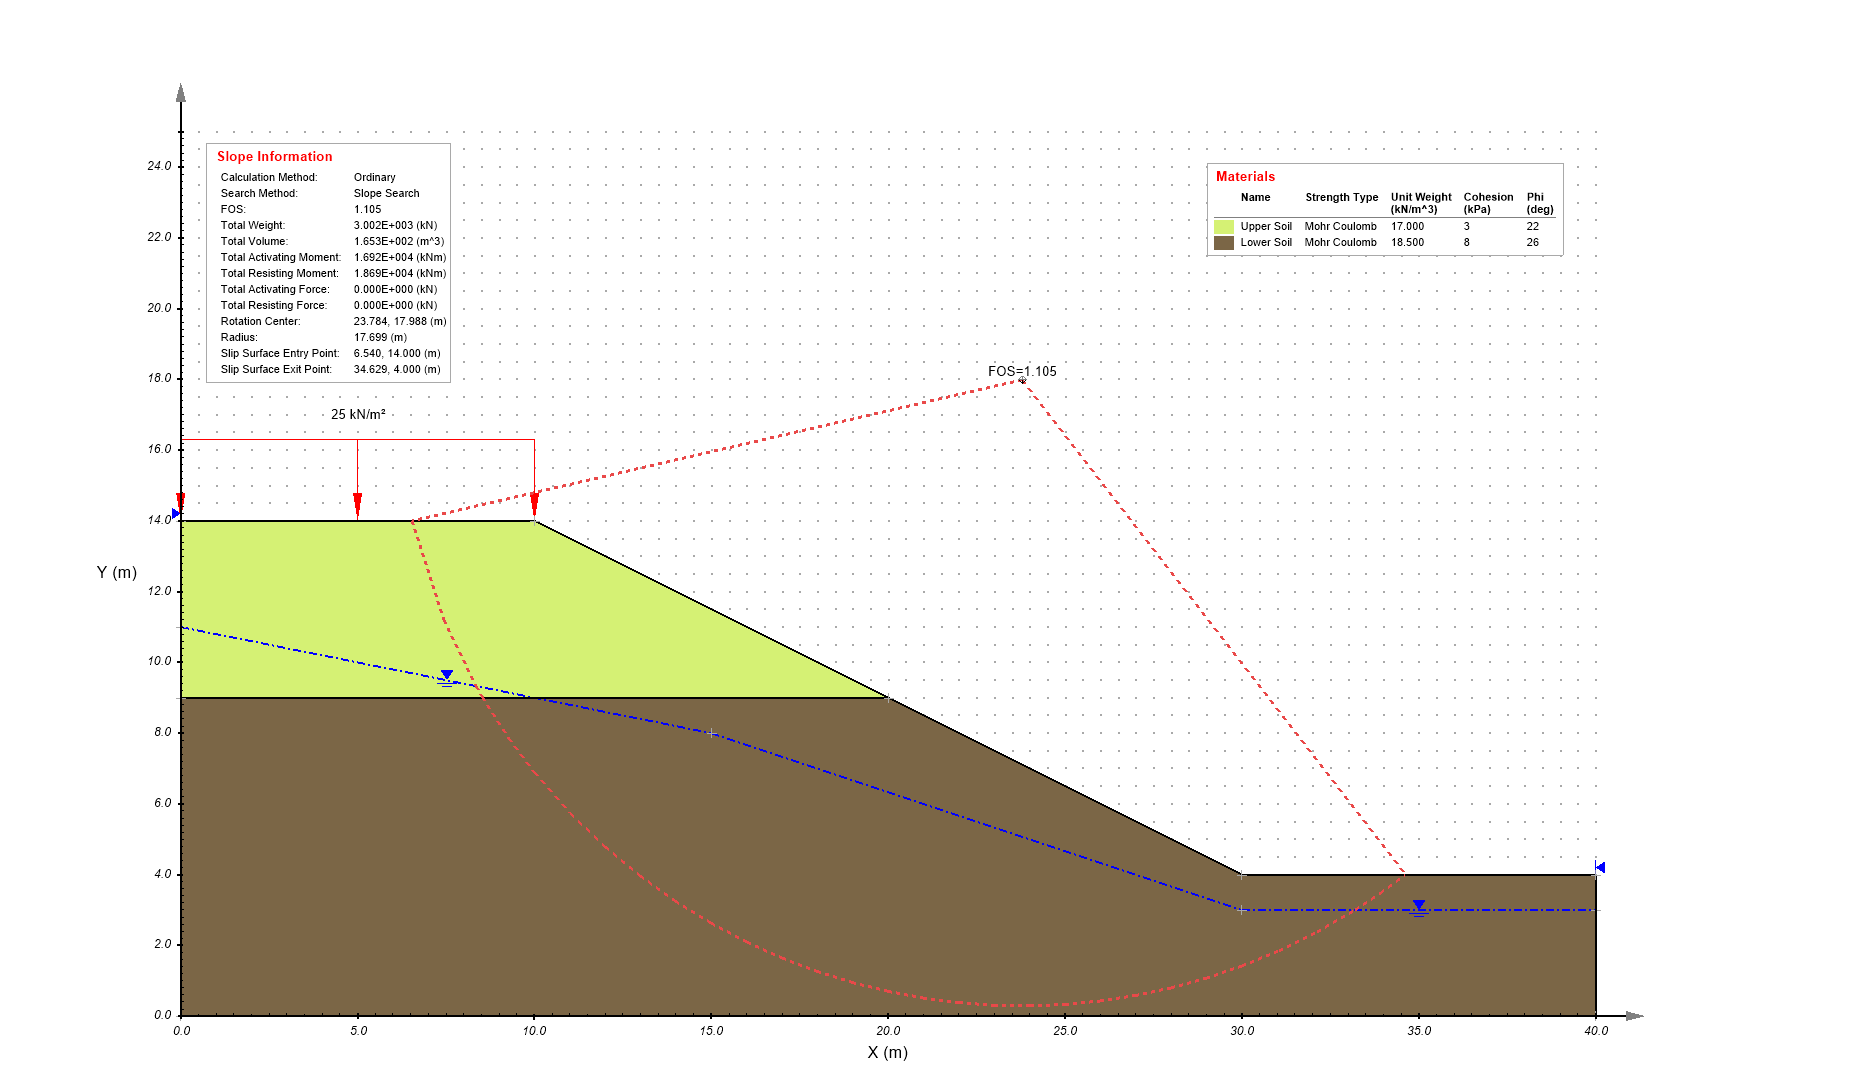 Slope Information
Calculation Method: Ordinary
Search Method: Slope Search
FOS: 1.105
Total Weight: 3.002E+003 (kN)
Total Volume: 1.653E+002 (m^3)
Total Activating Moment: 1.692E+004 (kNm)
Total Resisting Moment: 1.869E+004 (kNm)
Total Activating Force: 0.000E+000 (kN)
Total Resisting Force: 0.000E+000 (kN)
Rotation Center: 23.784, 17.988 (m)
Radius: 17.699 (m)
Slip Surface Entry Point: 6.540, 14.000 (m)
Slip Surface Exit Point: 34.629, 4.000 (m)
Materials
Name Strength Type Unit Weight (kN/m^3) Cohesion (kPa) Phi (deg)
Upper Soil Mohr Coulomb 17.000 3 22
Lower Soil Mohr Coulomb 18.500 8 26
FOS=1.105
25 kN/m²
24.0
22.0
20.0
18.0
16.0
14.0
12.0
10.0
8.0
6.0
4.0
2.0
0.0
Y (m)
0.0 5.0 10.0 15.0 20.0 25.0 30.0 35.0 40.0
X (m)